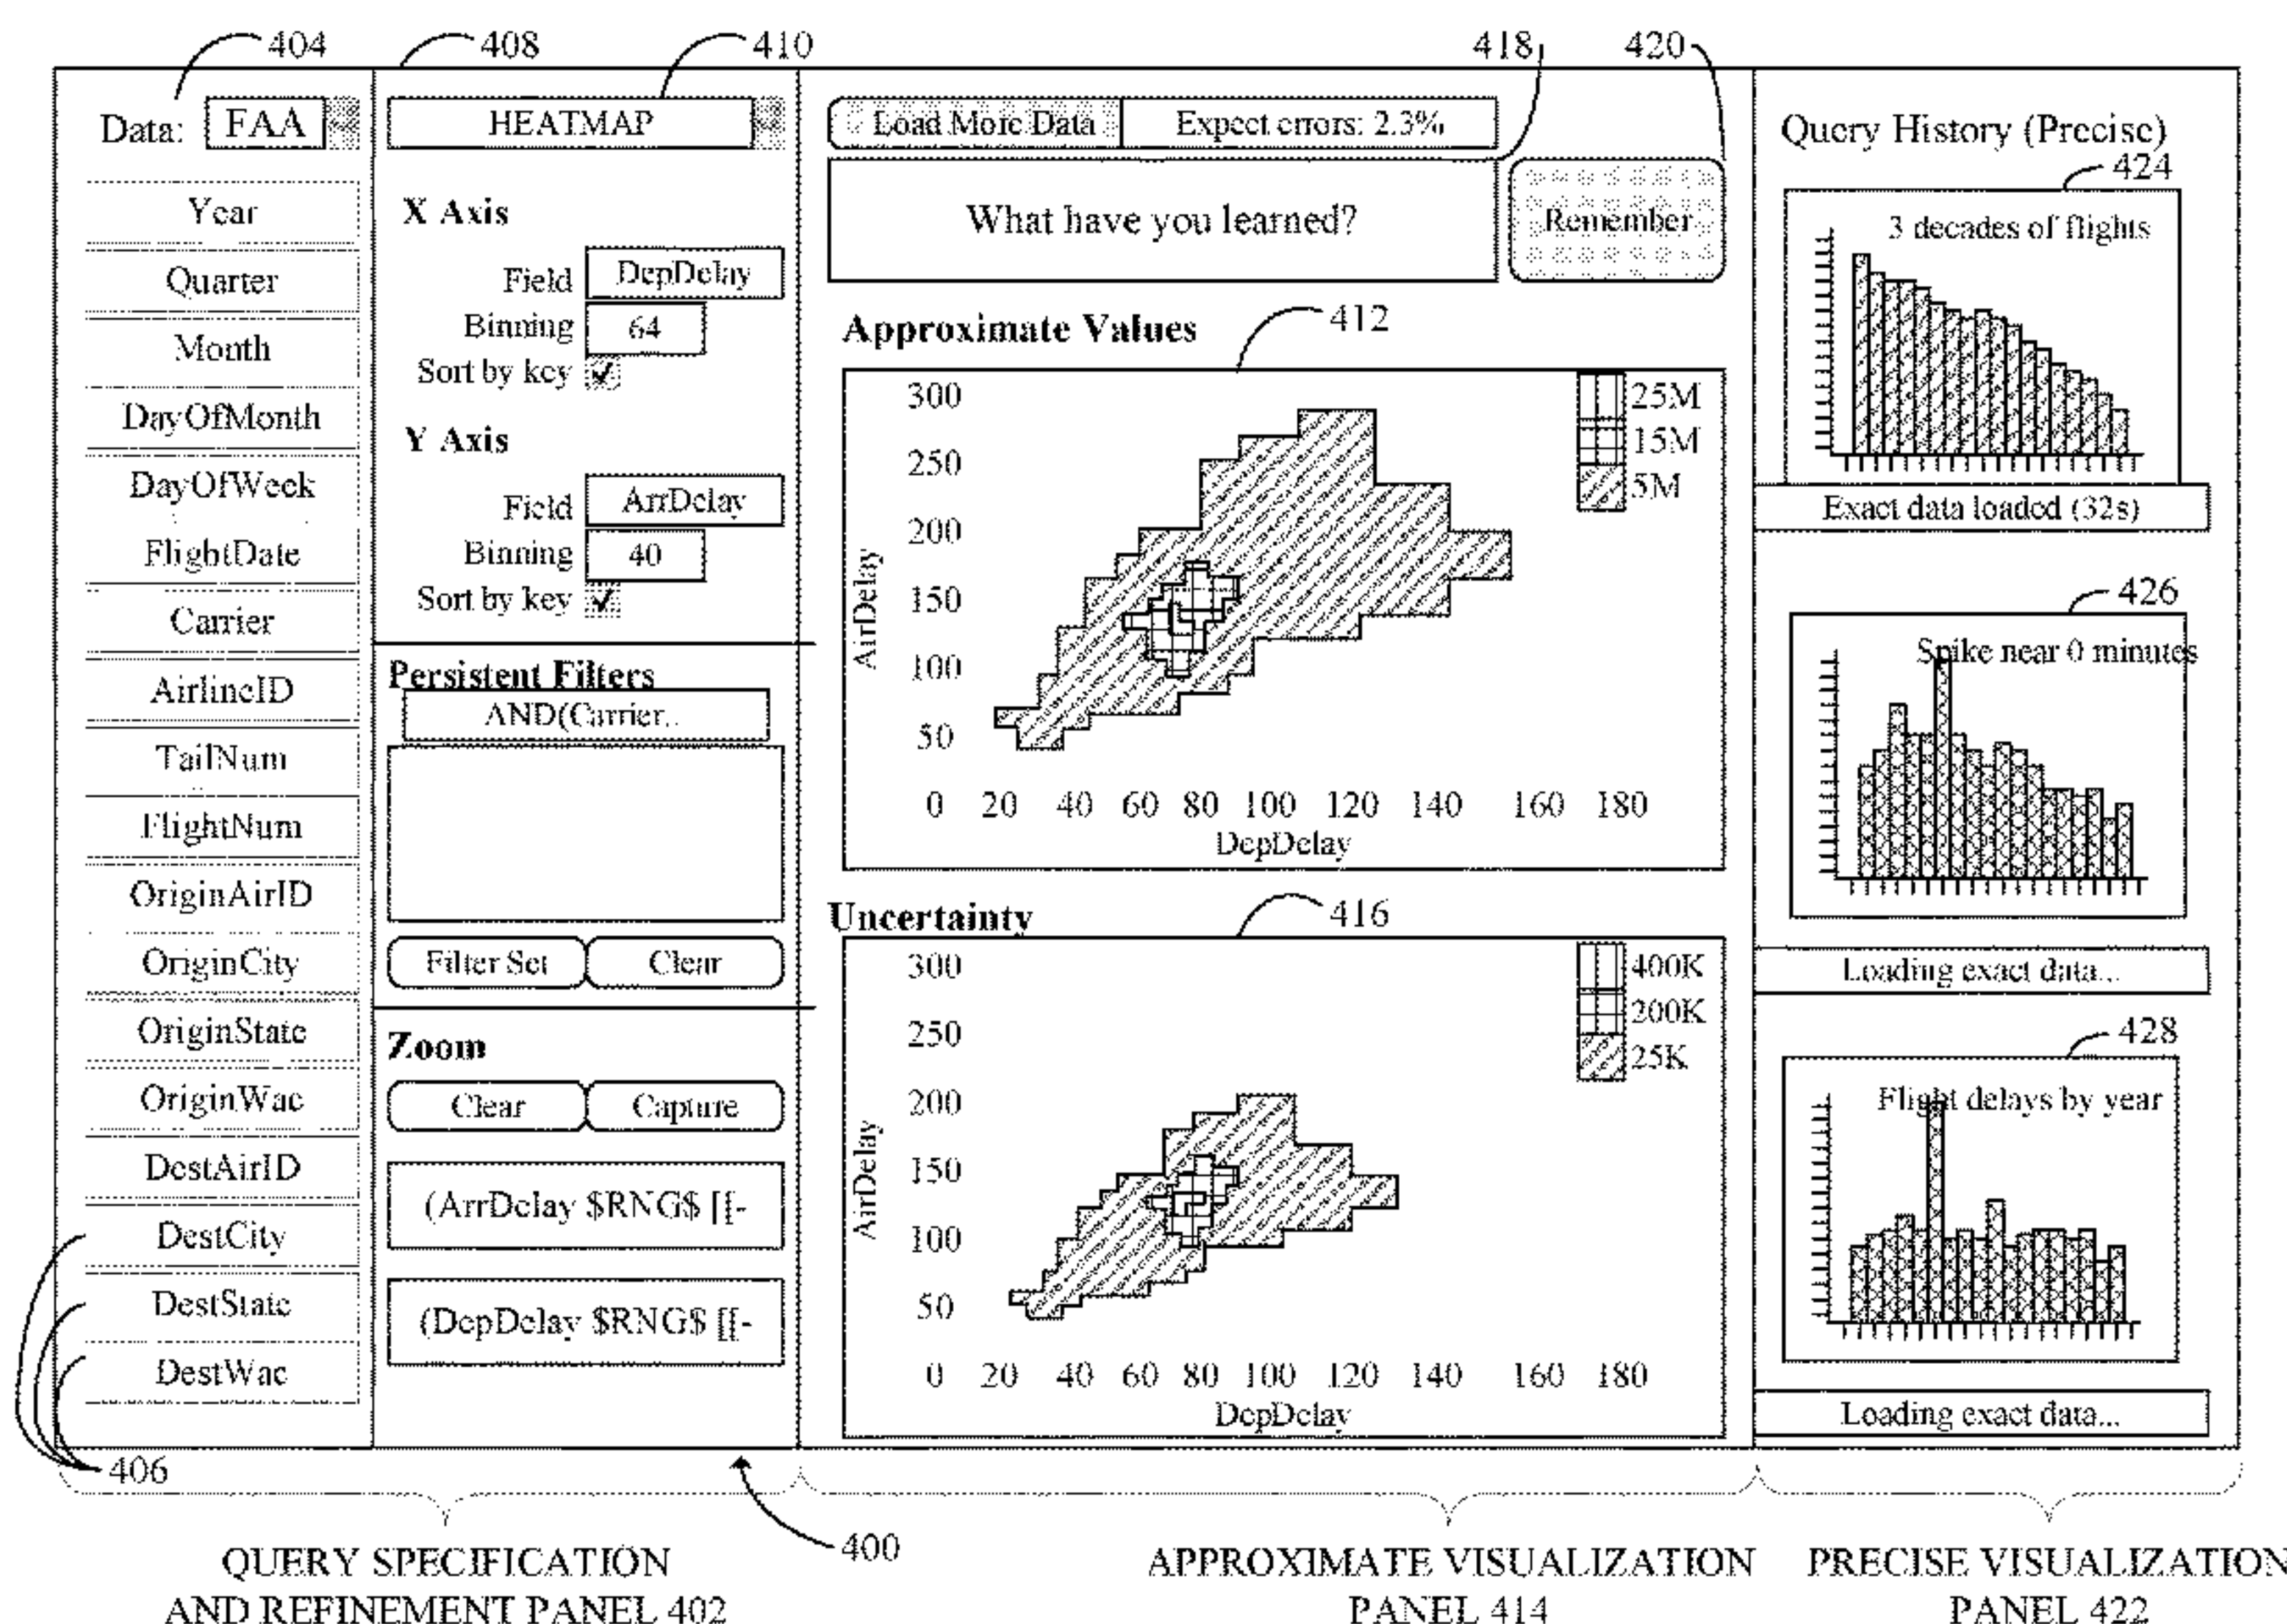 404
408
410
418
420
Data: FAA
Year
Quarter
Month
DayOfMonth
DayOfWeek
FlightDate
Carrier
AirlineID
TailNum
FlightNum
OriginAirID
OriginCity
OriginState
OriginWac
DestAirID
DestCity
DestState
DestWac
406
HEATMAP
X Axis
Field DepDelay
Binning 64
Sort by key
Y Axis
Field ArrDelay
Binning 40
Sort by key
Persistent Filters
AND(Carrier..
Filter Set Clear
Zoom
Clear Capture
(ArrDelay $RNG$ [[-
(DepDelay $RNG$ [[-
Load More Data Expect errors: 2.3%
What have you learned?
Remember
Approximate Values
412
300
250
200
150
100
50
AirDelay
0 20 40 60 80 100 120 140 160 180
DepDelay
25M
15M
5M
Uncertainty
416
300
250
200
150
100
50
AirDelay
0 20 40 60 80 100 120 140 160 180
DepDelay
400K
200K
25K
Query History (Precise)
424
3 decades of flights
Exact data loaded (32s)
426
Spike near 0 minutes
Loading exact data...
428
Flight delays by year
Loading exact data...
400
QUERY SPECIFICATION
AND REFINEMENT PANEL 402
APPROXIMATE VISUALIZATION
PANEL 414
PRECISE VISUALIZATION
PANEL 422